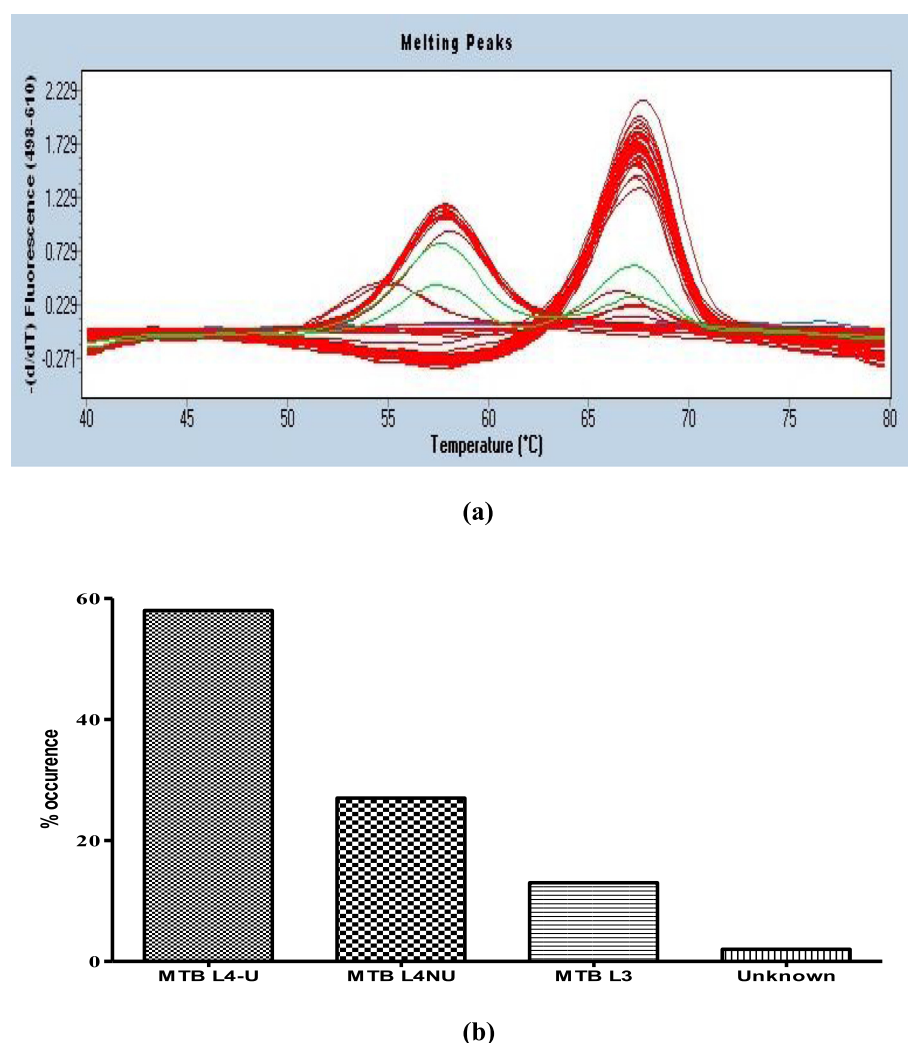 Melting Peaks
-(d/dT) Fluorescence (498-610)
2.229
1.729
1.229
0.729
0.229
-0.271
40 45 50 55 60 65 70 75 80
Temperature (°C)
(a)
% occurence
60
40
20
0
MTB L4-U MTB L4NU MTB L3 Unknown
(b)